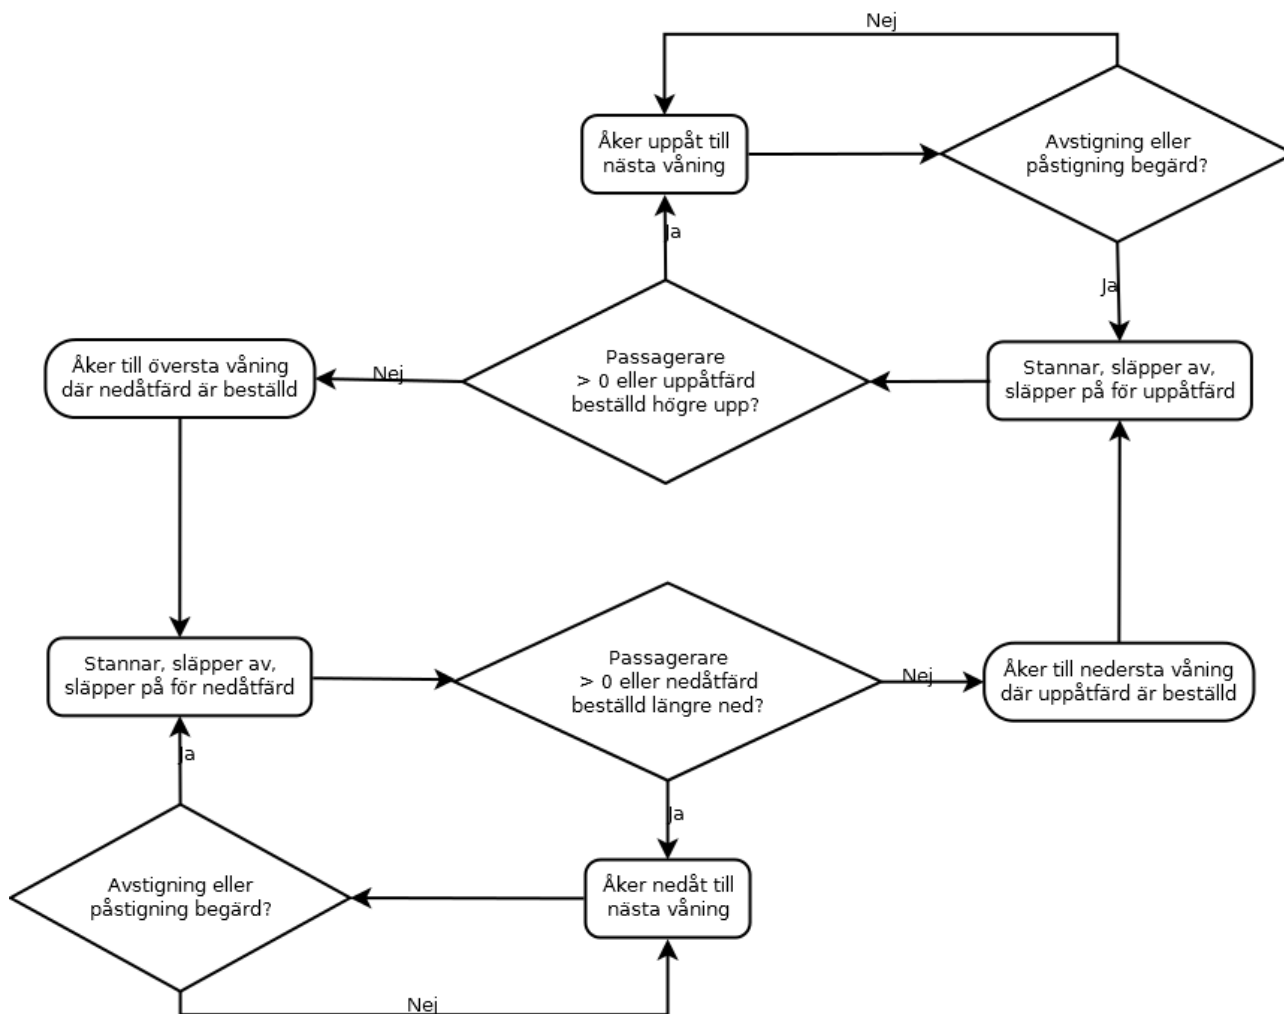 Nej
Åker uppåt till
nästa våning
Avstigning eller
påstigning begärd?
Ja
Ja
Åker till översta våning
där nedåtfärd är beställd
Nej
Passagerare
> 0 eller uppåtfärd
beställd högre upp?
Stannar, släpper av,
släpper på för uppåtfärd
Stannar, släpper av,
släpper på för nedåtfärd
Passagerare
> 0 eller nedåtfärd
beställd längre ned?
Nej
Åker till nedersta våning
där uppåtfärd är beställd
Ja
Ja
Avstigning eller
påstigning begärd?
Åker nedåt till
nästa våning
Nej